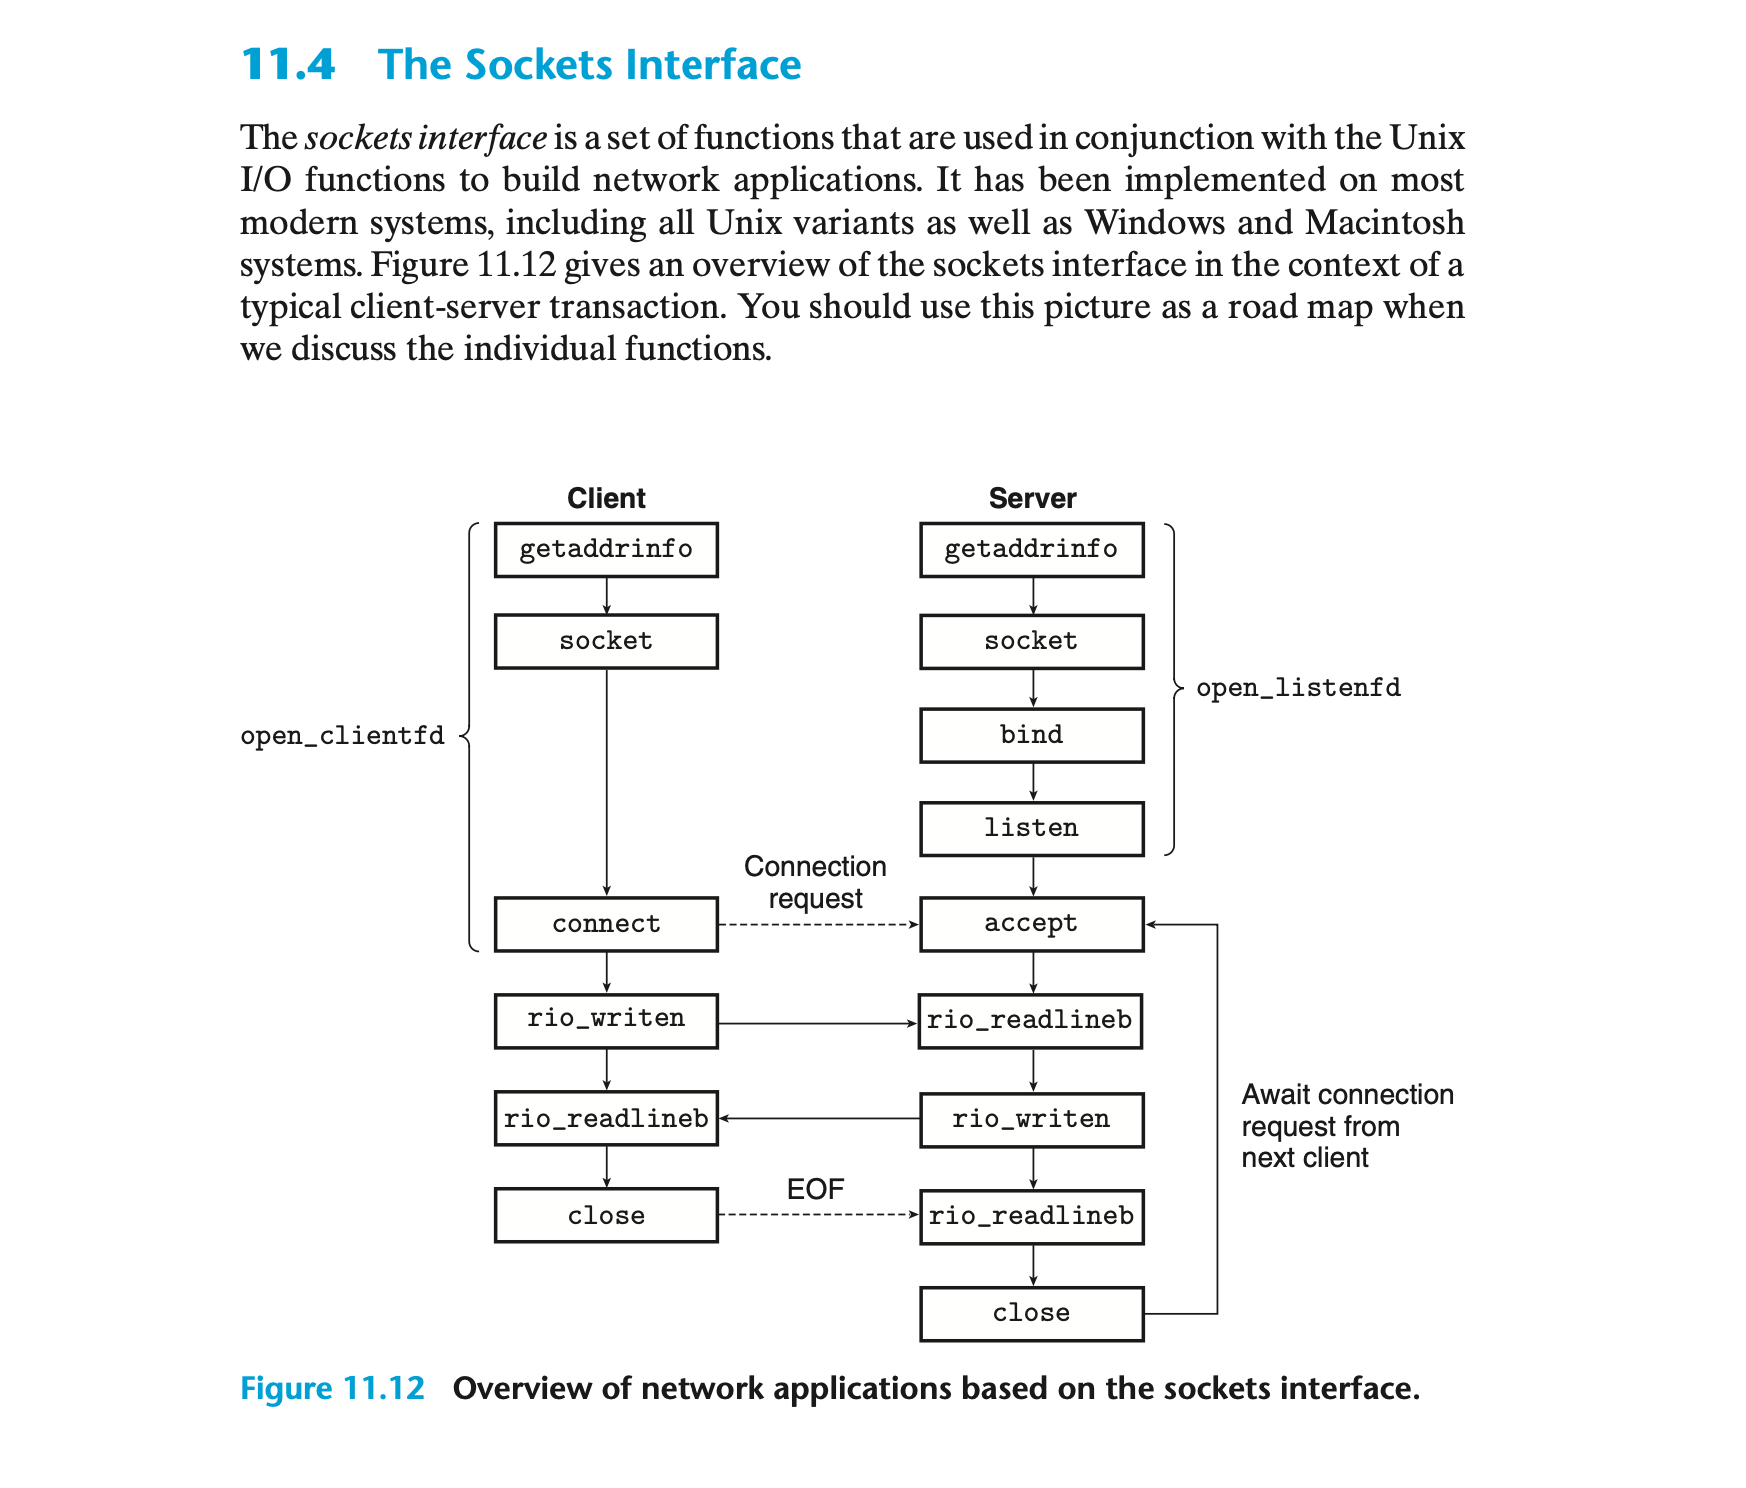 11.4 The Sockets Interface
The sockets interface is a set of functions that are used in conjunction with the Unix
I/O functions to build network applications. It has been implemented on most
modern systems, including all Unix variants as well as Windows and Macintosh
systems. Figure 11.12 gives an overview of the sockets interface in the context of a
typical client-server transaction. You should use this picture as a road map when
we discuss the individual functions.
Client
Server
getaddrinfo
getaddrinfo
socket
socket
open_listenfd
open_clientfd
bind
listen
Connection
request
connect
accept
rio_writen
rio_readlineb
Await connection
request from
next client
rio_readlineb
rio_writen
EOF
close
rio_readlineb
close
Figure 11.12 Overview of network applications based on the sockets interface.